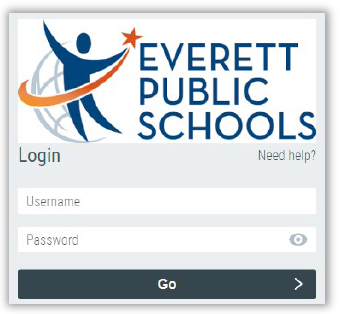 EVERETT
PUBLIC
SCHOOLS
Login Need help?
Username
Password
Go